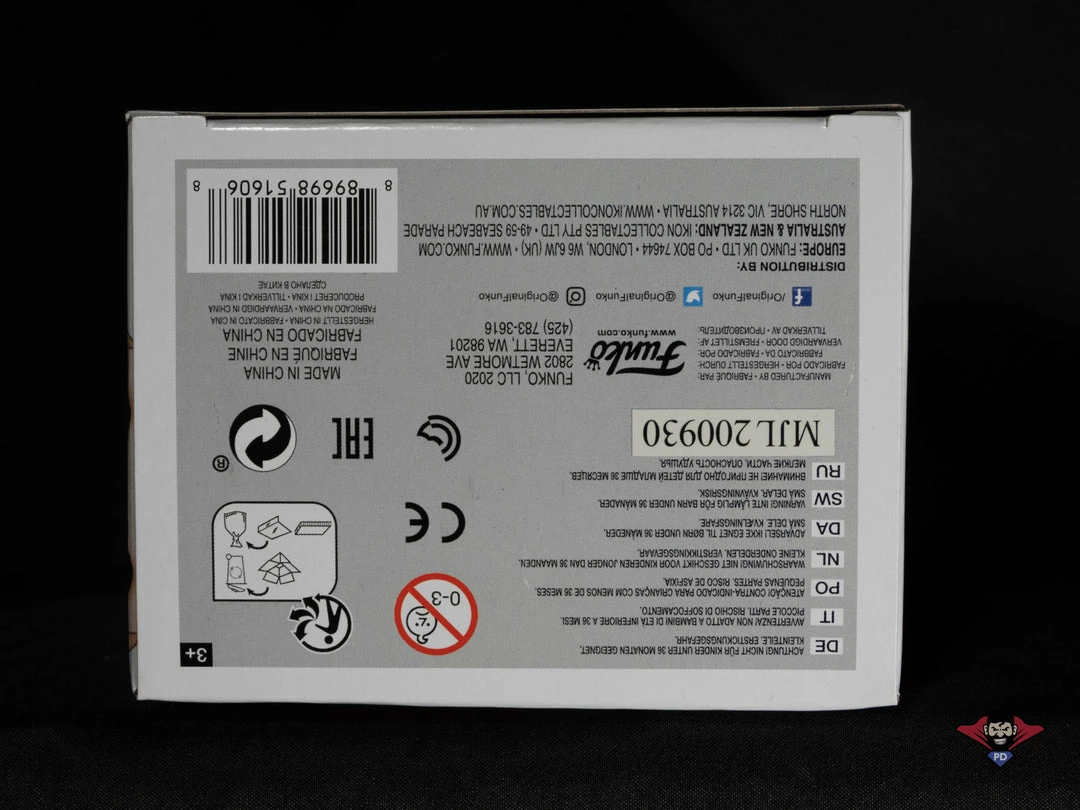 DE
ACHTUNG! NICHT FÜR KINDER UNTER 36 MONATEN GEEIGNET.
KLEINTEILE. ERSTICKUNGSGEFAHR.
IT
AVVERTENZA! NON ADATTO A BAMBINI DI ETÀ INFERIORE A 36 MESI.
PICCOLE PARTI. RISCHIO DI SOFFOCAMENTO.
PO
ATENÇÃO! CONTRA-INDICADO PARA CRIANÇAS COM MENOS DE 36 MESES.
PEQUENAS PARTES. RISCO DE ASFIXIA.
NL
WAARSCHUWING! NIET GESCHIKT VOOR KINDEREN JONGER DAN 36 MAANDEN.
KLEINE ONDERDELEN. VERSTIKKINGSGEVAAR.
DA
ADVARSEL! IKKE EGNET TIL BØRN UNDER 36 MÅNEDER.
SMÅ DELE. KVÆLNINGSFARE.
SW
VARNING! INTE LÄMPLIG FÖR BARN UNDER 36 MÅNADER.
SMÅ DELAR. KVÄVNINGSRISK.
RU
ВНИМАНИЕ! НЕ ПРИГОДНО ДЛЯ ДЕТЕЙ МЛАДШЕ 36 МЕСЯЦЕВ.
МЕЛКИЕ ЧАСТИ. ОПАСНОСТЬ УДУШЬЯ.
0-3
3+
CE
EAC
®
MJL 200930
MANUFACTURED BY • FABRIQUÉ PAR:
FABRICADO POR • HERGESTELLT DURCH:
FABBRICATO DA • FABRICADO POR:
VERVAARDIGD DOOR • FREMSTILLET AF:
TILLVERKAD AV • ПРОИЗВОДИТЕЛЬ:
Funko
www.funko.com
FUNKO, LLC 2020
2802 WETMORE AVE
EVERETT, WA 98201
(425) 783-3616
MADE IN CHINA
FABRIQUÉ EN CHINE
FABRICADO EN CHINA
HERGESTELLT IN CHINA • FABBRICATO IN CINA
FABRICADO NA CHINA • VERVAARDIGD IN CHINA
PRODUCERET I KINA • TILLVERKAD I KINA
СДЕЛАНО В КИТАЕ
/OriginalFunko
@OriginalFunko
@OriginalFunko
DISTRIBUTION BY:
EUROPE: FUNKO UK LTD • PO BOX 74646 • LONDON, W6 6JW (UK) • WWW.FUNKO.COM
AUSTRALIA & NEW ZEALAND: IKON COLLECTABLES PTY LTD • 49-59 SEABEACH PARADE
NORTH SHORE, VIC 3214 AUSTRALIA • WWW.IKONCOLLECTABLES.COM.AU
8 89698 51606 8
PD